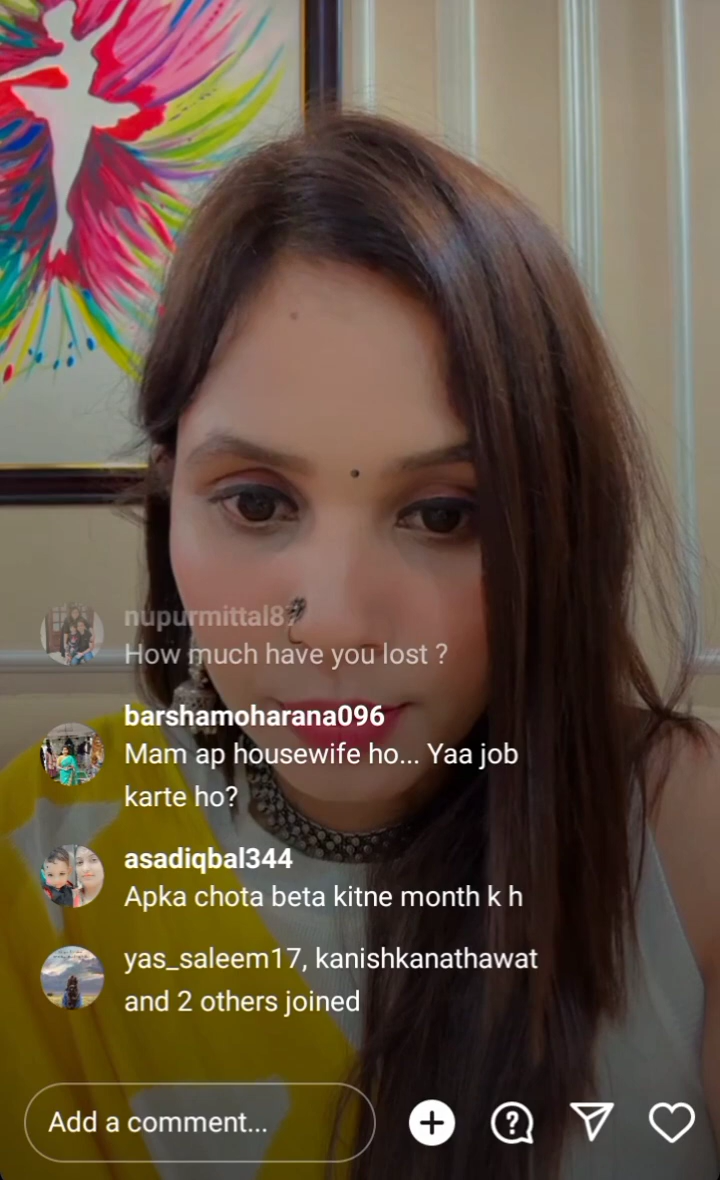 nupurmittal87
How much have you lost ?
barshamoharana096
Mam ap housewife ho... Yaa job
karte ho?
asadiqbal344
Apka chota beta kitne month k h
yas_saleem17, kanishkanathawat
and 2 others joined
Add a comment...